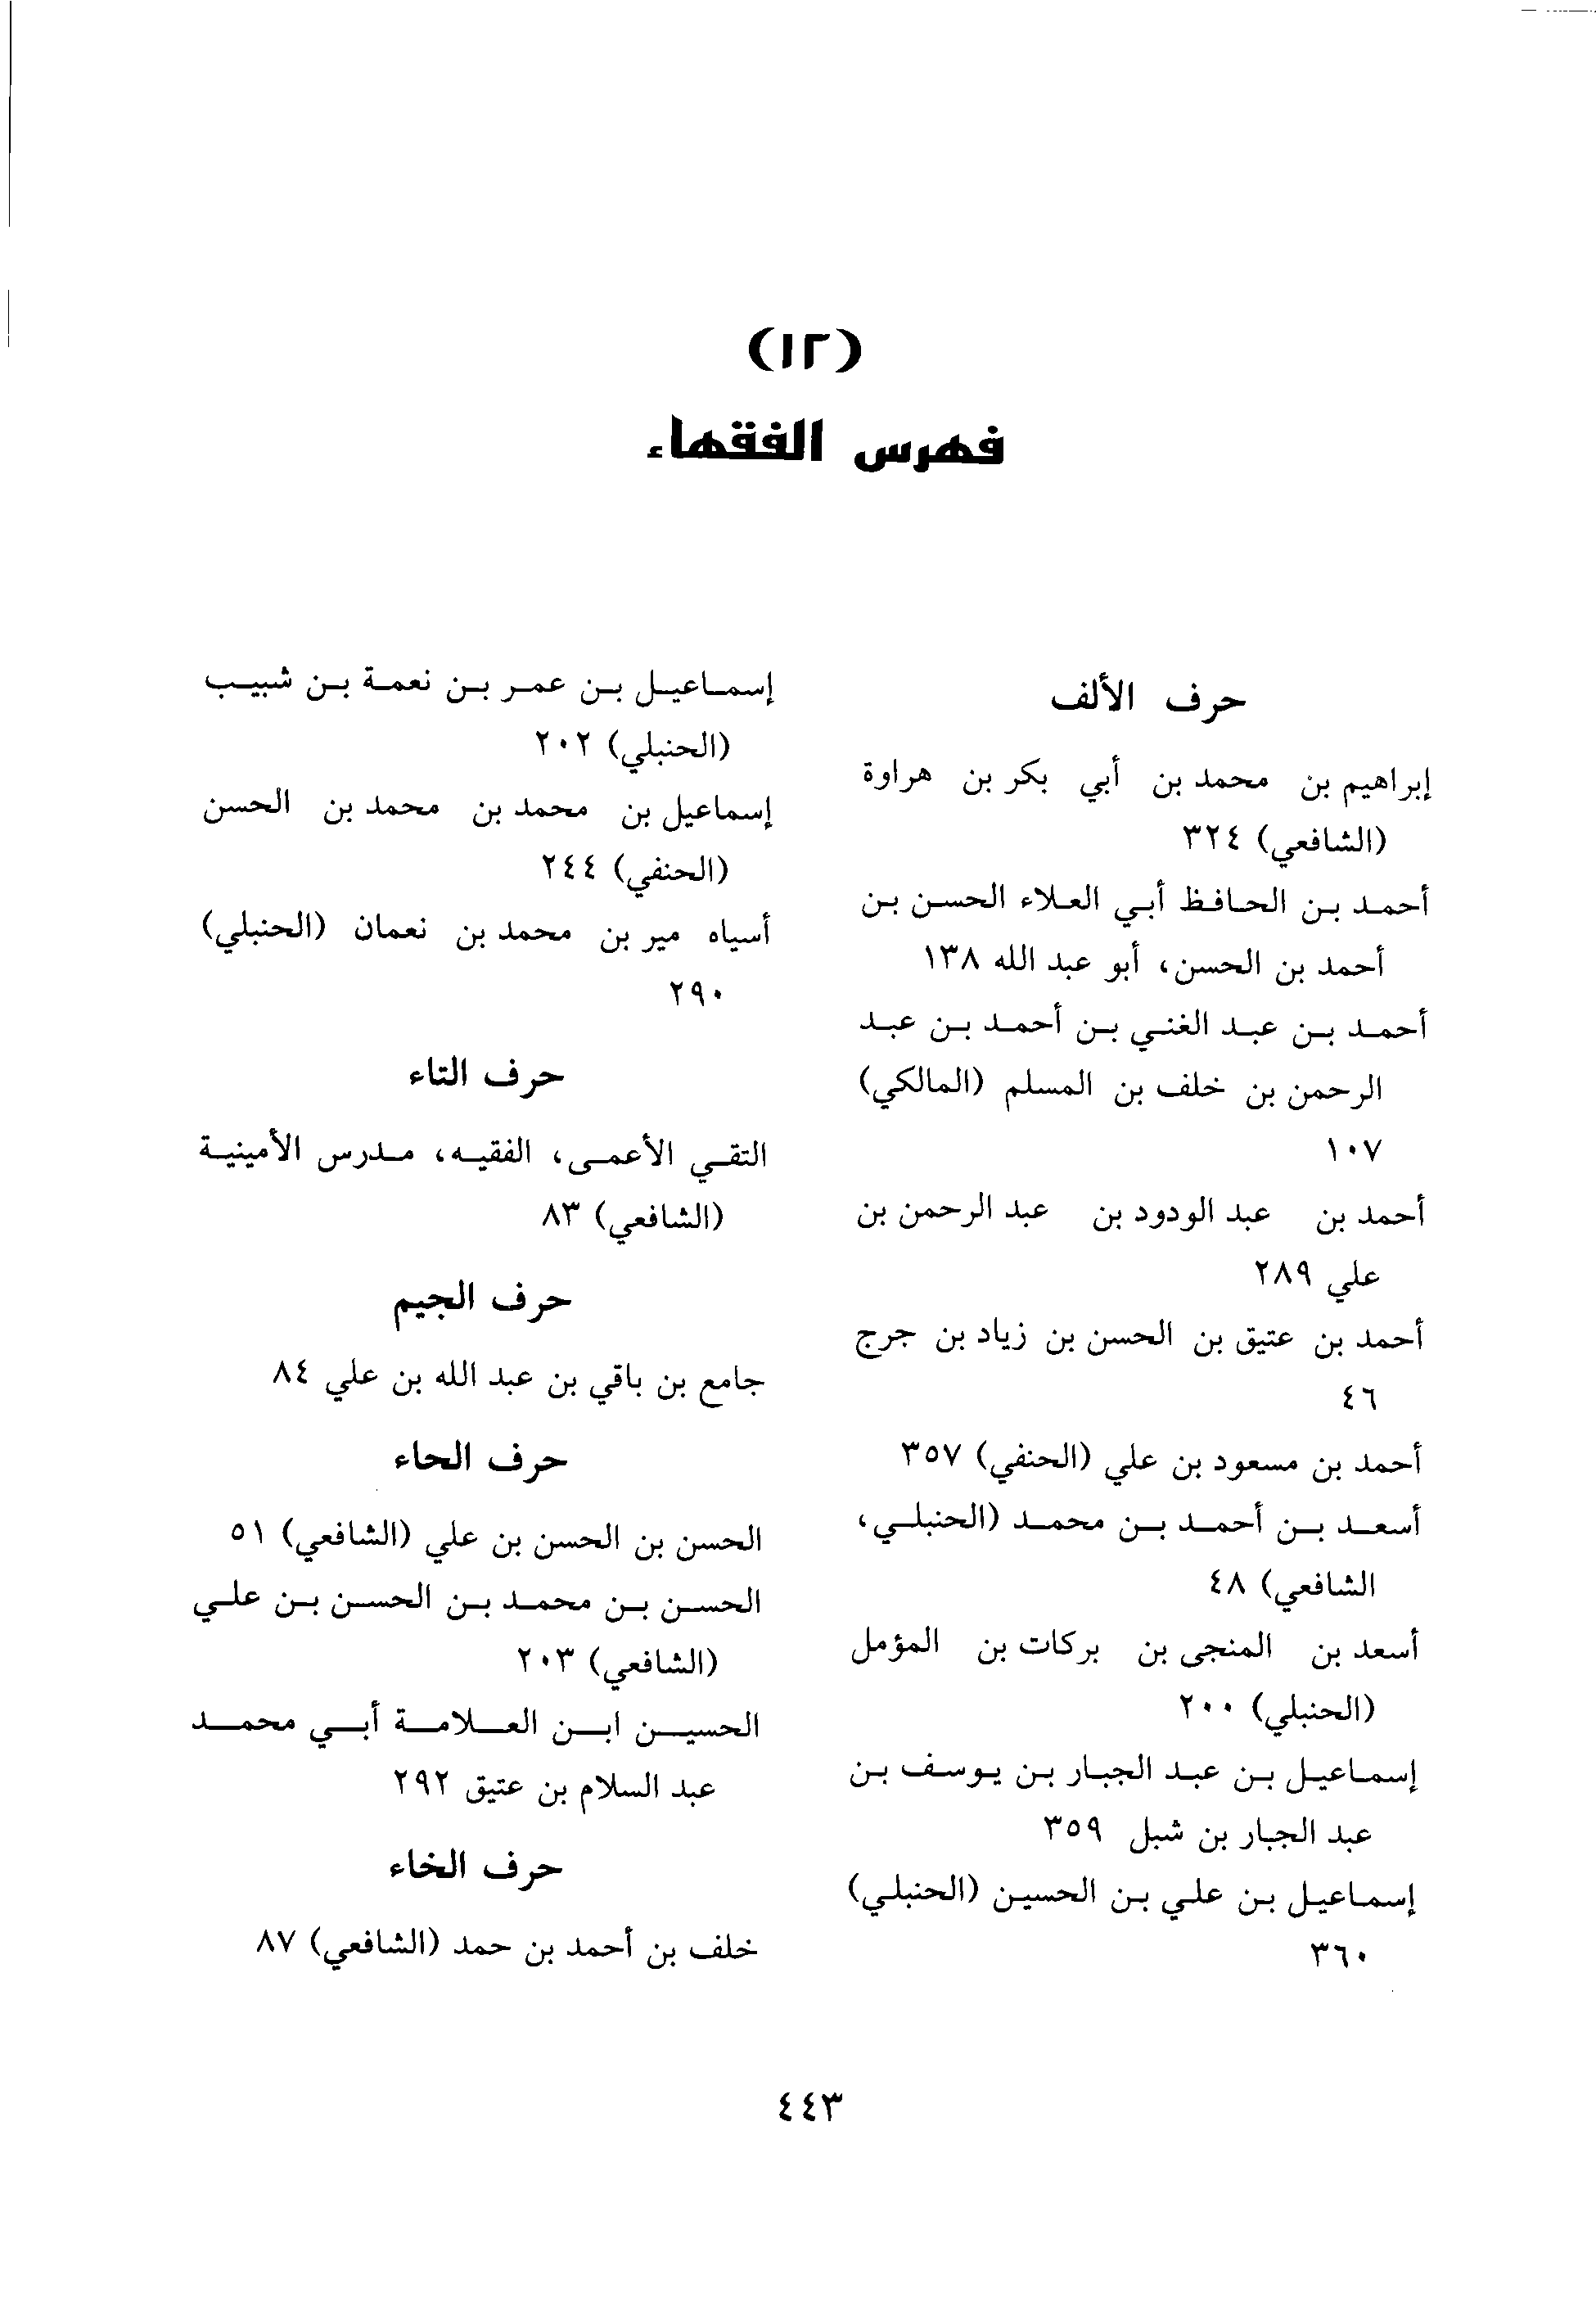 (١٢)
فهرس الفقهاء
حرف الألف
إبراهيم بن محمد بن أبي بكر بن هراوة
(الشافعي) ٣٢٤
أحمد بن الحافظ أبي العلاء الحسن بن
أحمد بن الحسن، أبو عبد الله ١٣٨
أحمد بن عبد الغني بن أحمد بن عبد
الرحمن بن خلف بن المسلم (المالكي)
١٠٧
أحمد بن عبد الودود بن عبد الرحمن بن
علي ٢٨٩
أحمد بن عتيق بن الحسن بن زياد بن جرج
٤٦
أحمد بن مسعود بن علي (الحنفي) ٣٥٧
أسعد بن أحمد بن محمد (الحنبلي،
الشافعي) ٤٨
أسعد بن المنجى بن بركات بن المؤمل
(الحنبلي) ٢٠٠
إسماعيل بن عبد الجبار بن يوسف بن
عبد الجبار بن شبل ٣٥٩
إسماعيل بن علي بن الحسين (الحنبلي)
٣٦٠
إسماعيل بن عمر بن نعمة بن شبيب
(الحنبلي) ٢٠٢
إسماعيل بن محمد بن محمد بن الحسن
(الحنفي) ٢٤٤
أسياه مير بن محمد بن نعمان (الحنبلي)
٢٩٠
حرف التاء
التقي الأعمى، الفقيه، مدرس الأمينية
(الشافعي) ٨٣
حرف الجيم
جامع بن باقي بن عبد الله بن علي ٨٤
حرف الحاء
الحسن بن الحسن بن علي (الشافعي) ٥١
الحسن بن محمد بن الحسن بن علي
(الشافعي) ٢٠٣
الحسين ابن العلامة أبي محمد
عبد السلام بن عتيق ٢٩٢
حرف الخاء
خلف بن أحمد بن حمد (الشافعي) ٨٧
٤٤٣